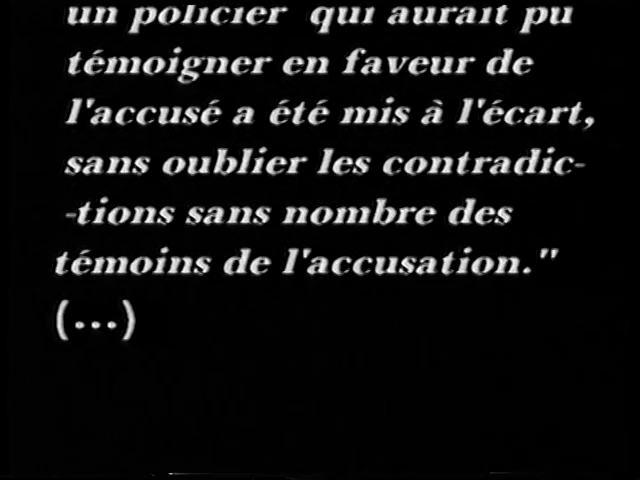 un policier qui aurait pu
témoigner en faveur de
l'accusé a été mis à l'écart,
sans oublier les contradic-
-tions sans nombre des
témoins de l'accusation."
(...)